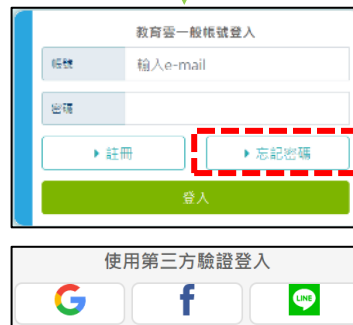 教育雲一般帳號登入
帳號 輸入e-mail
密碼
註冊 忘記密碼
登入
使用第三方驗證登入
G f LINE